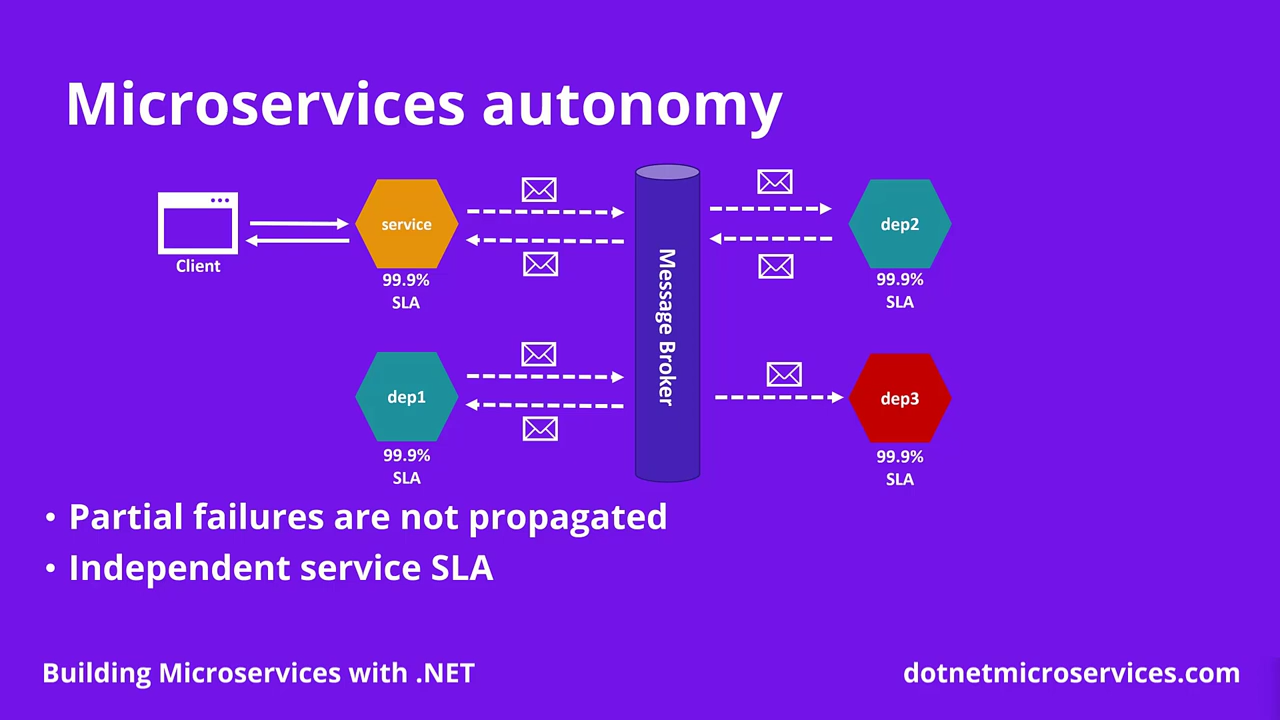 Microservices autonomy
Client
service
99.9%
SLA
dep1
99.9%
SLA
Message Broker
dep2
99.9%
SLA
dep3
99.9%
SLA
• Partial failures are not propagated
• Independent service SLA
Building Microservices with .NET
dotnetmicroservices.com